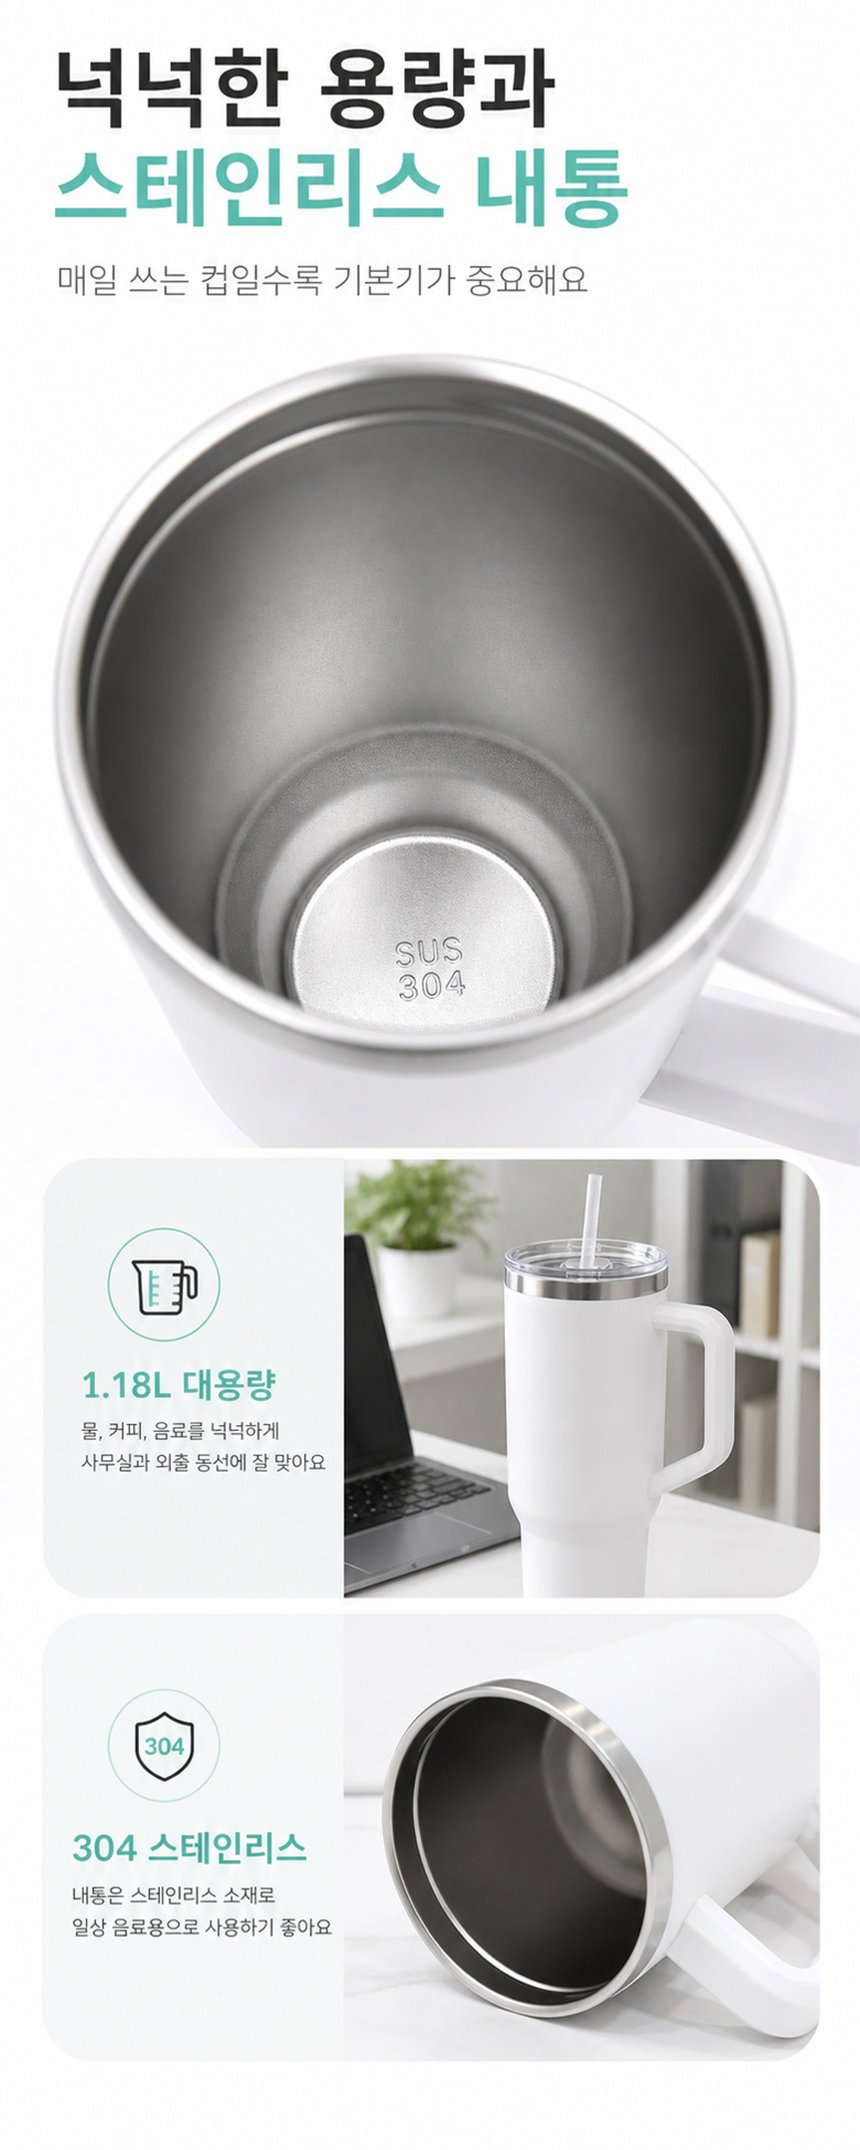 넉넉한 용량과
스테인리스 내통
매일 쓰는 컵일수록 기본기가 중요해요
SUS
304
1.18L 대용량
물, 커피, 음료를 넉넉하게
사무실과 외출 동선에 잘 맞아요
304
304 스테인리스
내통은 스테인리스 소재로
일상 음료용으로 사용하기 좋아요